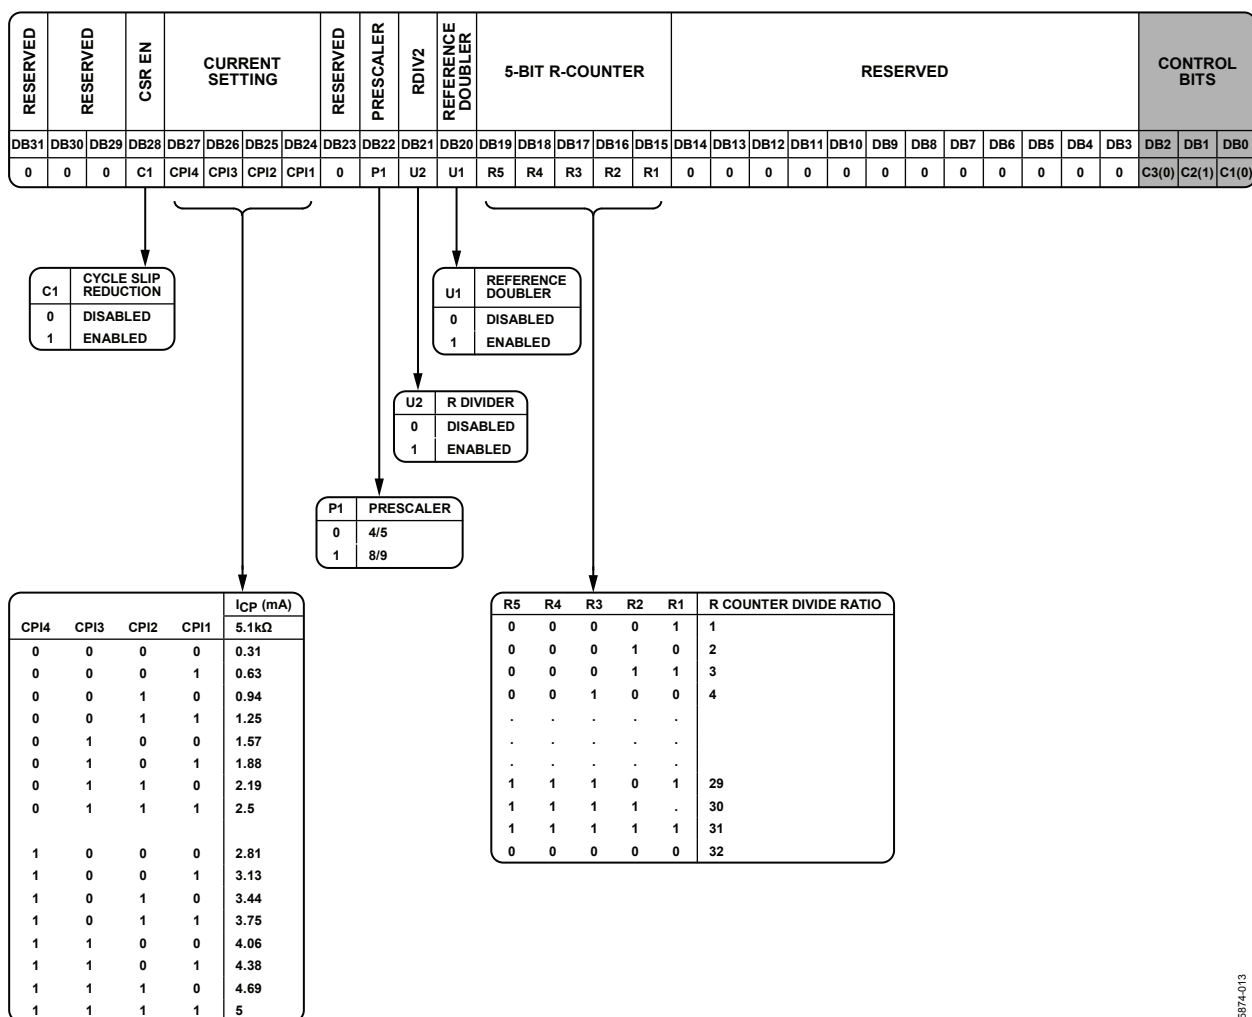 RESERVED
RESERVED
CSR EN
CURRENT
SETTING
RESERVED
PRESCALER
RDIV2
REFERENCE
DOUBLER
5-BIT R-COUNTER
RESERVED
CONTROL
BITS
DB31 DB30 DB29 DB28 DB27 DB26 DB25 DB24 DB23 DB22 DB21 DB20 DB19 DB18 DB17 DB16 DB15 DB14 DB13 DB12 DB11 DB10 DB9 DB8 DB7 DB6 DB5 DB4 DB3 DB2 DB1 DB0
0 0 0 C1 CPI4 CPI3 CPI2 CPI1 0 P1 U2 U1 R5 R4 R3 R2 R1 0 0 0 0 0 0 0 0 0 0 0 0 C3(0) C2(1) C1(0)
C1 CYCLE SLIP
REDUCTION
0 DISABLED
1 ENABLED
U1 REFERENCE
DOUBLER
0 DISABLED
1 ENABLED
U2 R DIVIDER
0 DISABLED
1 ENABLED
P1 PRESCALER
0 4/5
1 8/9
ICP (mA)
CPI4 CPI3 CPI2 CPI1 5.1kΩ
0 0 0 0 0.31
0 0 0 1 0.63
0 0 1 0 0.94
0 0 1 1 1.25
0 1 0 0 1.57
0 1 0 1 1.88
0 1 1 0 2.19
0 1 1 1 2.5
1 0 0 0 2.81
1 0 0 1 3.13
1 0 1 0 3.44
1 0 1 1 3.75
1 1 0 0 4.06
1 1 0 1 4.38
1 1 1 0 4.69
1 1 1 1 5
R5 R4 R3 R2 R1 R COUNTER DIVIDE RATIO
0 0 0 0 1 1
0 0 0 1 0 2
0 0 0 1 1 3
0 0 1 0 0 4
. . . . .
. . . . .
. . . . .
1 1 1 0 1 29
1 1 1 1 . 30
1 1 1 1 1 31
0 0 0 0 0 32
5874-013